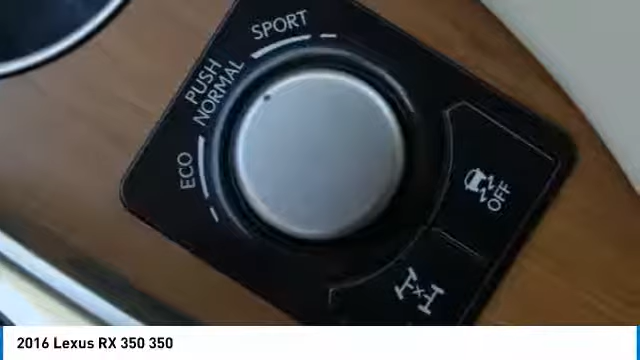 SPORT
PUSH
NORMAL
ECO
OFF
2016 Lexus RX 350 350